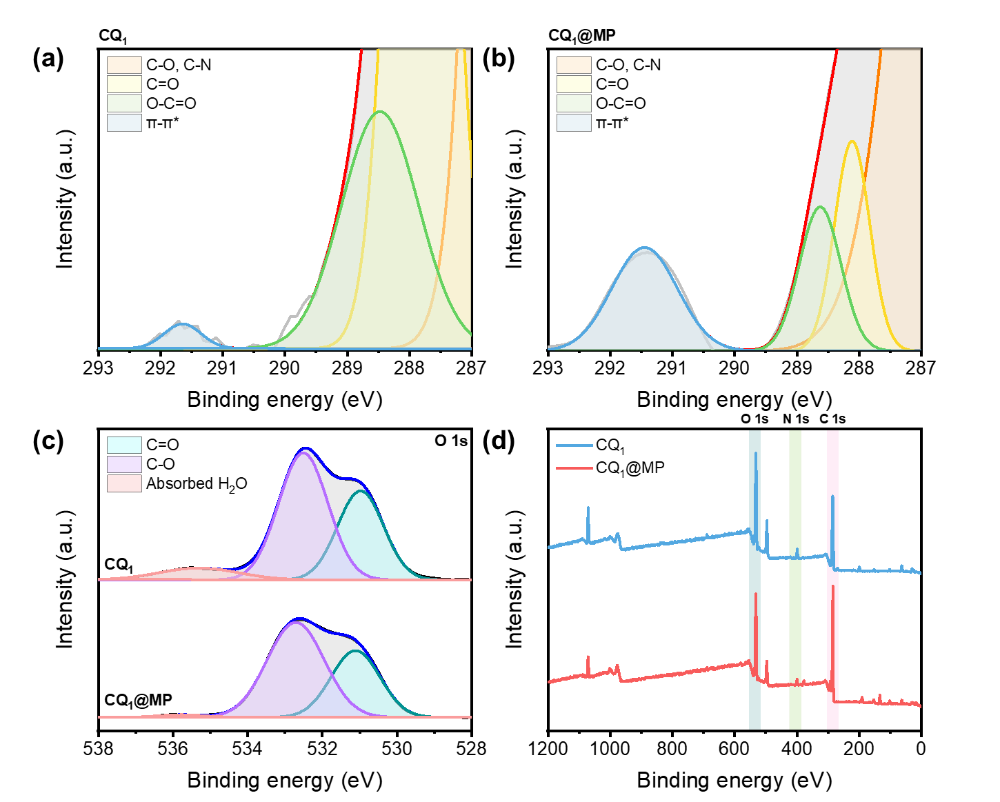 CQ₁
(a)
C-O, C-N
C=O
O-C=O
π-π*
Intensity (a.u.)
293 292 291 290 289 288 287
Binding energy (eV)
CQ₁@MP
(b)
C-O, C-N
C=O
O-C=O
π-π*
Intensity (a.u.)
293 292 291 290 289 288 287
Binding energy (eV)
(c)
C=O
C-O
Absorbed H₂O
O 1s
CQ₁
CQ₁@MP
Intensity (a.u.)
538 536 534 532 530 528
Binding energy (eV)
(d)
O 1s N 1s C 1s
CQ₁
CQ₁@MP
Intensity (a.u.)
1200 1000 800 600 400 200 0
Binding energy (eV)